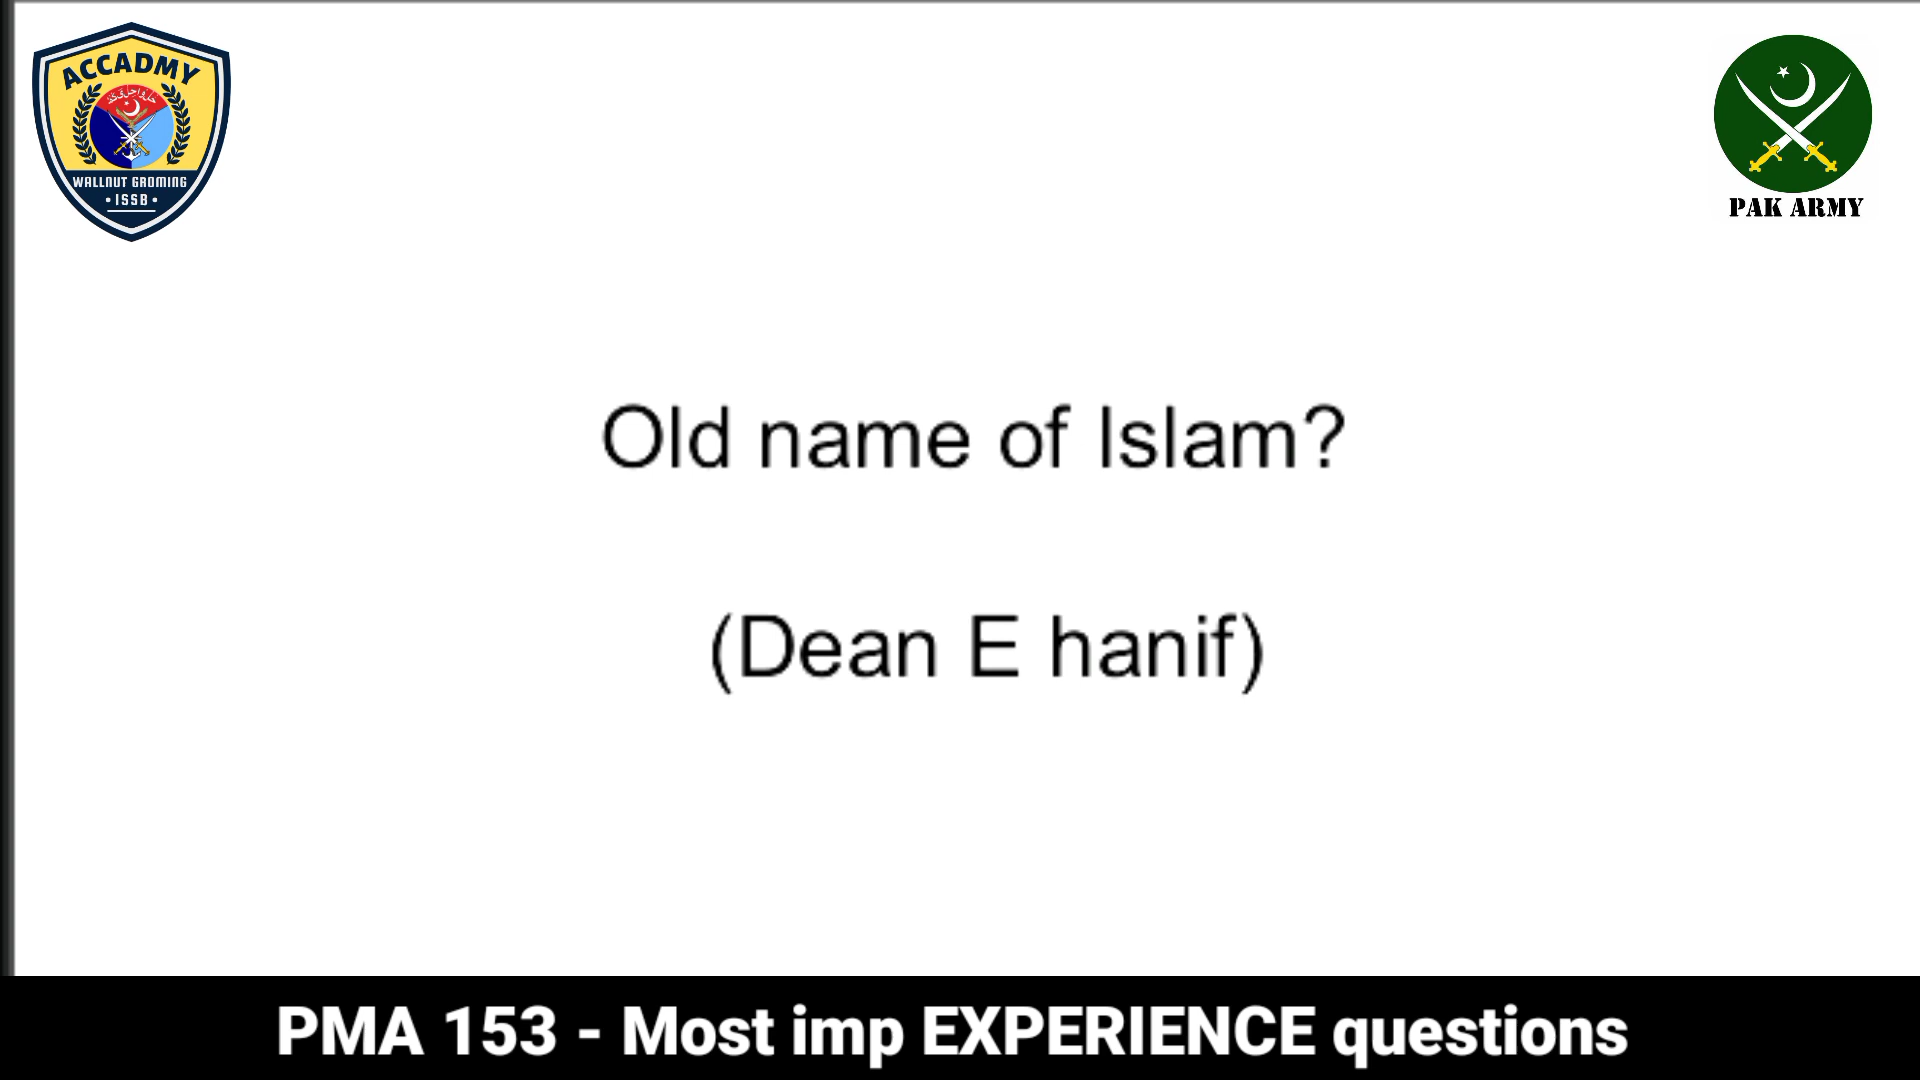 ACCADMY
WALLNUT GROMING
• ISSB •
PAK ARMY
Old name of Islam?
(Dean E hanif)
PMA 153 - Most imp EXPERIENCE questions